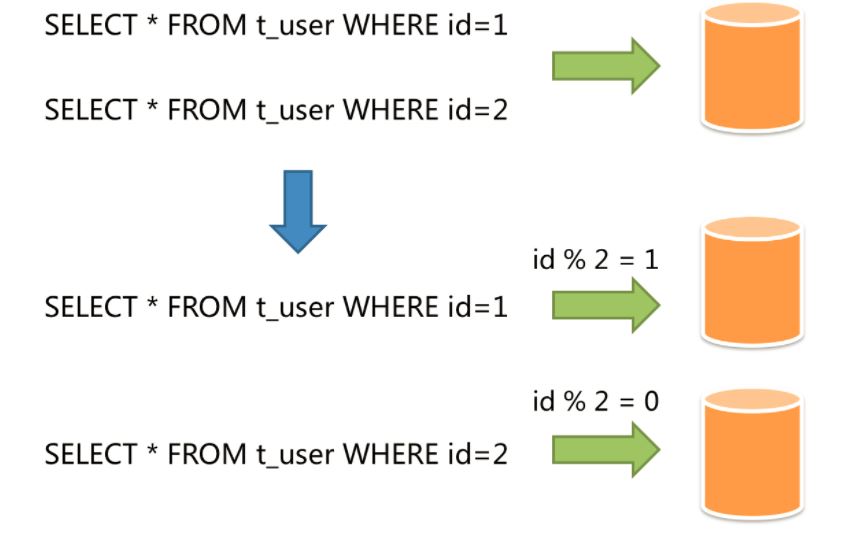 SELECT * FROM t_user WHERE id=1
SELECT * FROM t_user WHERE id=2
id % 2 = 1
SELECT * FROM t_user WHERE id=1
id % 2 = 0
SELECT * FROM t_user WHERE id=2